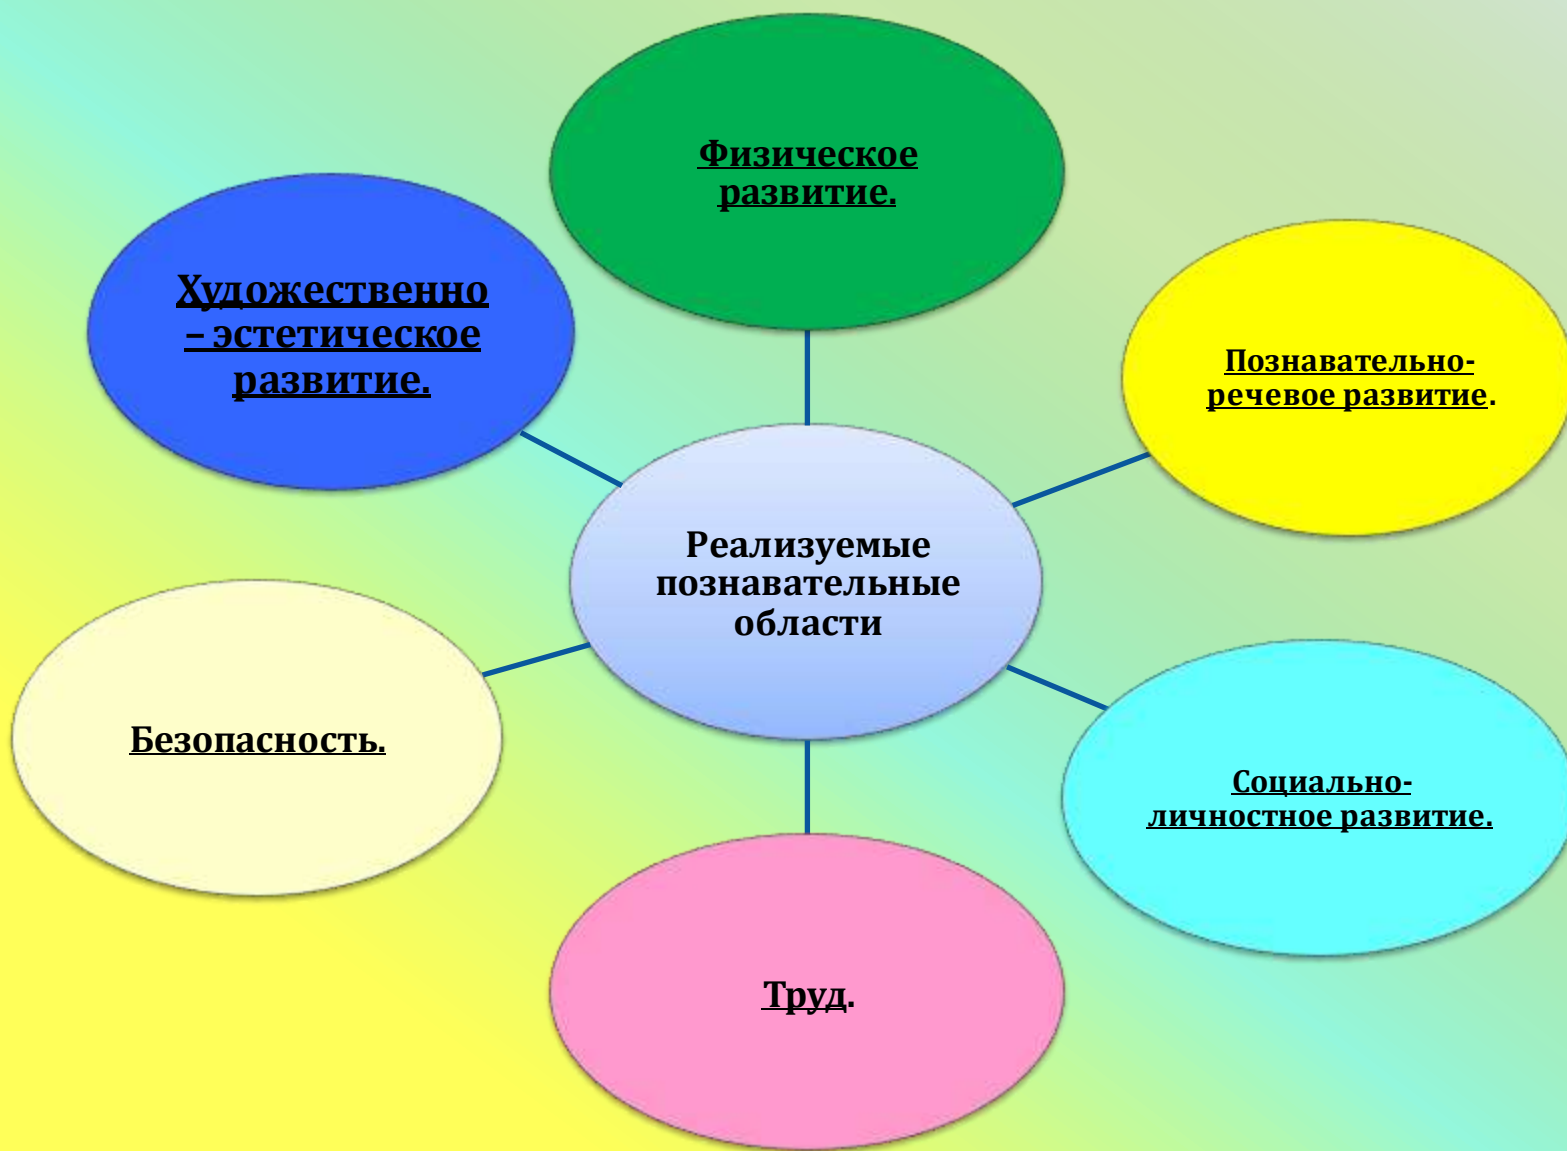 Физическое
развитие.
Художественно
– эстетическое
развитие.
Познавательно-
речевое развитие.
Реализуемые
познавательные
области
Безопасность.
Социально-
личностное развитие.
Труд.